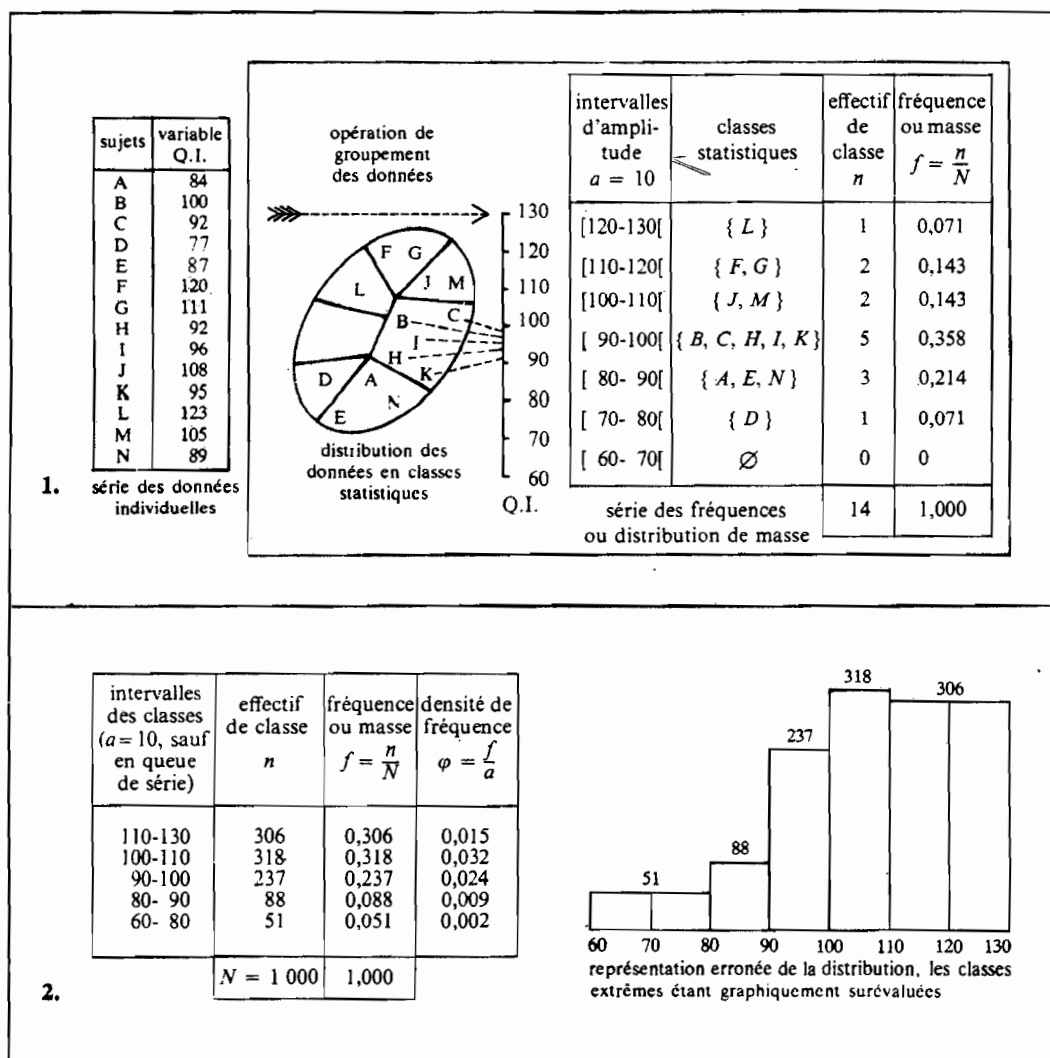 sujets variable
Q.I.
A 84
B 100
C 92
D 77
E 87
F 120
G 111
H 92
I 96
J 108
K 95
L 123
M 105
N 89
1.
série des données
individuelles
opération de
groupement
des données
F G
L J M
B C
I
H
D A K
E N
distribution des
données en classes
statistiques
130
120
110
100
90
80
70
60
Q.I.
intervalles
d'ampli-
tude
a = 10
classes
statistiques
effectif
de
classe
n
fréquence
ou masse
f = n/N
[120-130[ { L } 1 0,071
[110-120[ { F, G } 2 0,143
[100-110[ { J, M } 2 0,143
[ 90-100[ { B, C, H, I, K } 5 0,358
[ 80- 90[ { A, E, N } 3 0,214
[ 70- 80[ { D } 1 0,071
[ 60- 70[ ∅ 0 0
série des fréquences
ou distribution de masse
14 1,000
2.
intervalles
des classes
(a = 10, sauf
en queue
de série)
effectif
de classe
n
fréquence
ou masse
f = n/N
densité de
fréquence
φ = f/a
110-130 306 0,306 0,015
100-110 318 0,318 0,032
90-100 237 0,237 0,024
80- 90 88 0,088 0,009
60- 80 51 0,051 0,002
N = 1 000 1,000
318
306
237
88
51
60 70 80 90 100 110 120 130
représentation erronée de la distribution, les classes
extrêmes étant graphiquement surévaluées